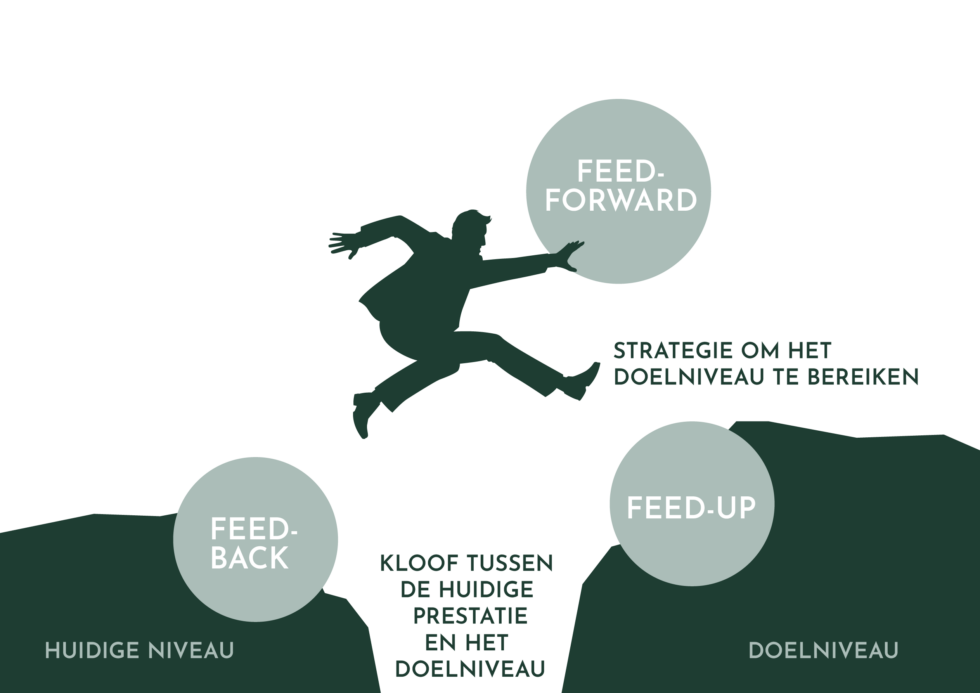 FEED-
FORWARD
STRATEGIE OM HET
DOELNIVEAU TE BEREIKEN
FEED-
BACK
FEED-UP
KLOOF TUSSEN
DE HUIDIGE
PRESTATIE
EN HET
DOELNIVEAU
HUIDIGE NIVEAU
DOELNIVEAU